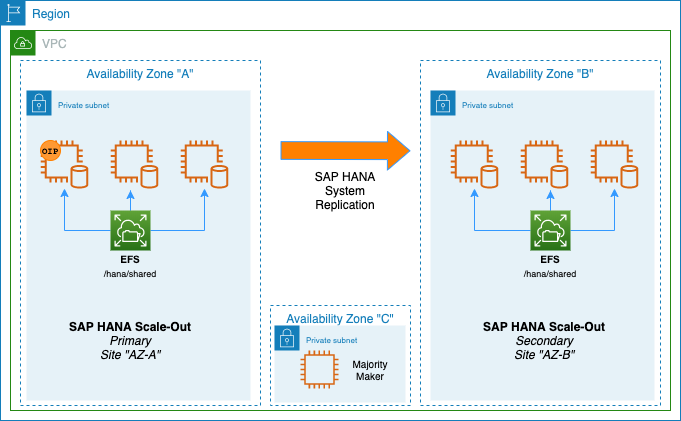 Region
VPC
Availability Zone "A"
Private subnet
OIP
EFS
/hana/shared
SAP HANA Scale-Out
Primary
Site "AZ-A"
SAP HANA
System
Replication
Availability Zone "C"
Private subnet
Majority
Maker
Availability Zone "B"
Private subnet
EFS
/hana/shared
SAP HANA Scale-Out
Secondary
Site "AZ-B"